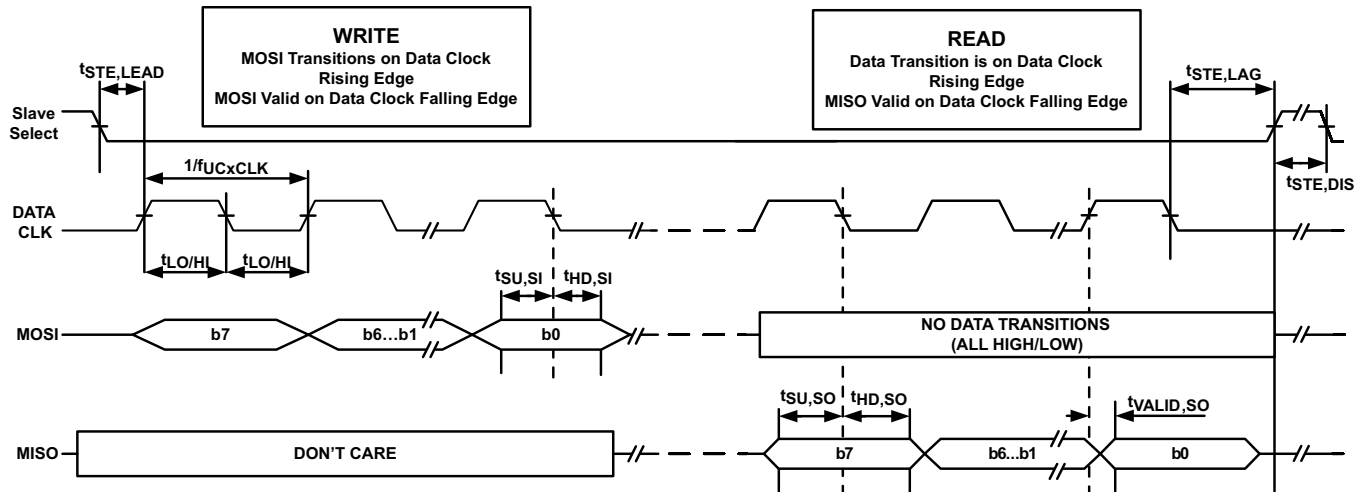 WRITE
MOSI Transitions on Data Clock
Rising Edge
MOSI Valid on Data Clock Falling Edge
READ
Data Transition is on Data Clock
Rising Edge
MISO Valid on Data Clock Falling Edge
tSTE,LEAD
tSTE,LAG
Slave
Select
tSTE,DIS
1/fUCxCLK
DATA
CLK
tLO/HI
tLO/HI
tSU,SI
tHD,SI
MOSI
b7
b6...b1
b0
NO DATA TRANSITIONS
(ALL HIGH/LOW)
tSU,SO
tHD,SO
tVALID,SO
MISO
DON'T CARE
b7
b6...b1
b0